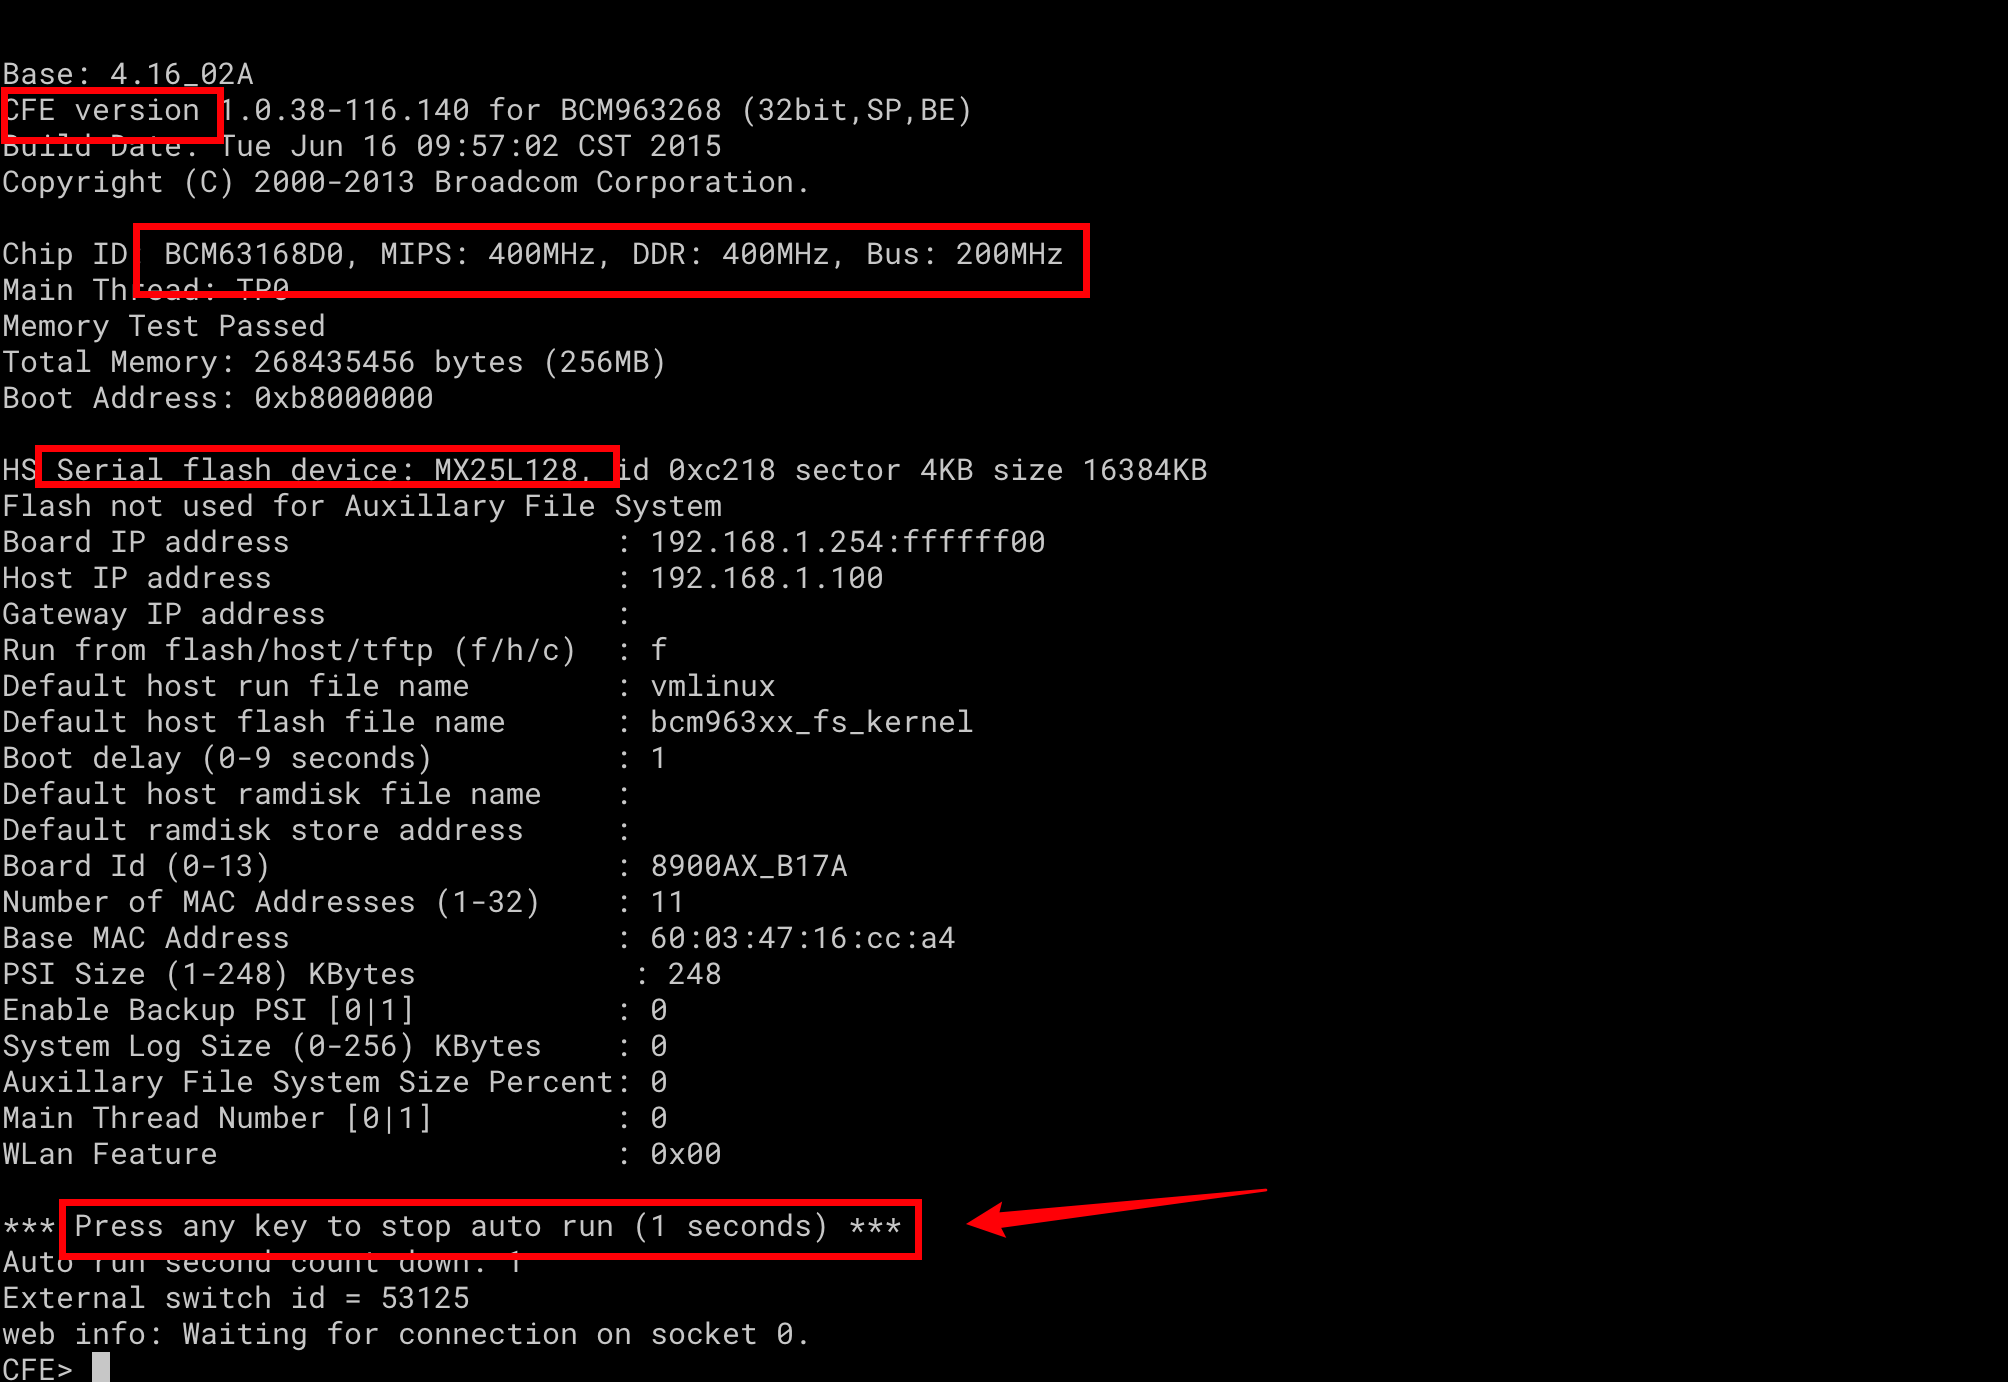 Base: 4.16_02A
CFE version 1.0.38-116.140 for BCM963268 (32bit,SP,BE)
Build Date: Tue Jun 16 09:57:02 CST 2015
Copyright (C) 2000-2013 Broadcom Corporation.
Chip ID: BCM63168D0, MIPS: 400MHz, DDR: 400MHz, Bus: 200MHz
Main Thread: TP0
Memory Test Passed
Total Memory: 268435456 bytes (256MB)
Boot Address: 0xb8000000
HS Serial flash device: MX25L128, id 0xc218 sector 4KB size 16384KB
Flash not used for Auxillary File System
Board IP address : 192.168.1.254:ffffff00
Host IP address : 192.168.1.100
Gateway IP address :
Run from flash/host/tftp (f/h/c) : f
Default host run file name : vmlinux
Default host flash file name : bcm963xx_fs_kernel
Boot delay (0-9 seconds) : 1
Default host ramdisk file name :
Default ramdisk store address :
Board Id (0-13) : 8900AX_B17A
Number of MAC Addresses (1-32) : 11
Base MAC Address : 60:03:47:16:cc:a4
PSI Size (1-248) KBytes : 248
Enable Backup PSI [0|1] : 0
System Log Size (0-256) KBytes : 0
Auxillary File System Size Percent: 0
Main Thread Number [0|1] : 0
WLan Feature : 0x00
*** Press any key to stop auto run (1 seconds) ***
Auto run second count down: 1
External switch id = 53125
web info: Waiting for connection on socket 0.
CFE>